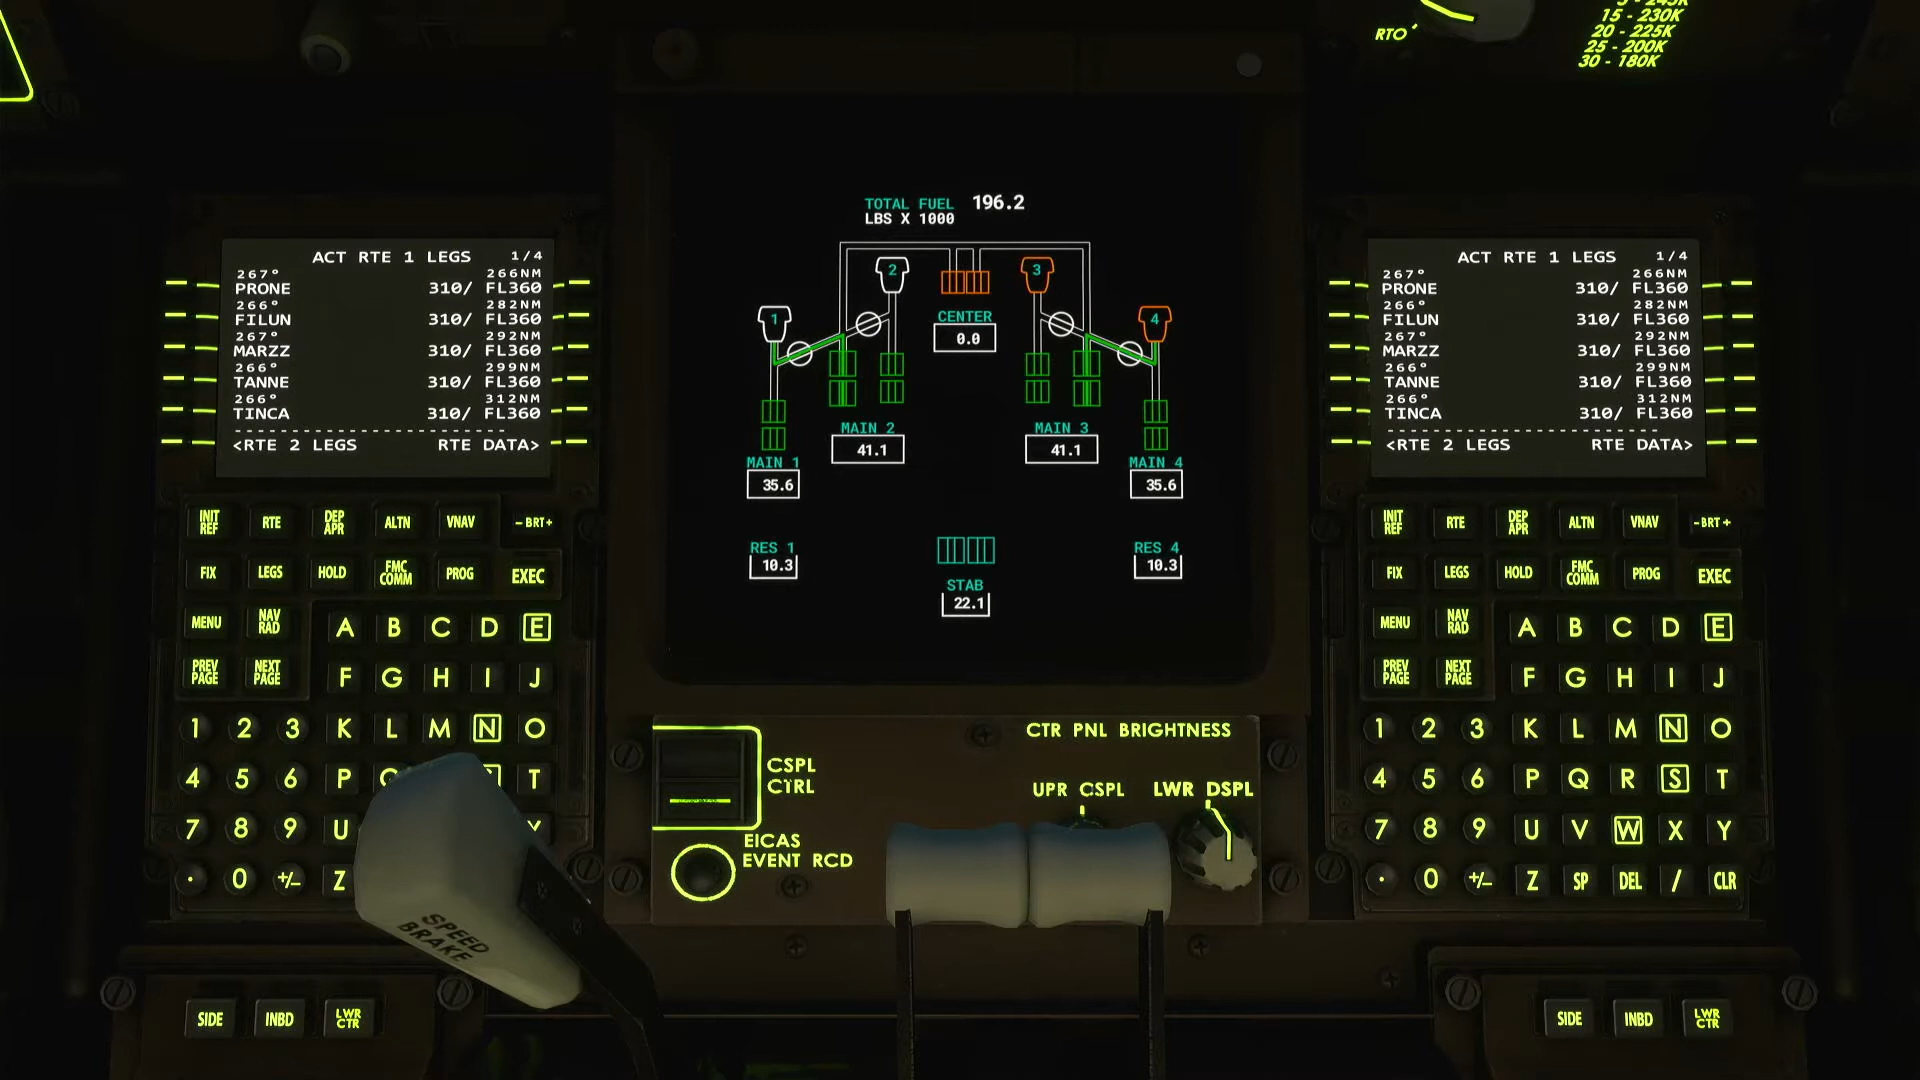 RTO
5 - 245K
15 - 230K
20 - 225K
25 - 200K
30 - 180K
ACT RTE 1 LEGS 1/4
267° 266NM
PRONE 310/ FL360
266° 282NM
FILUN 310/ FL360
267° 292NM
MARZZ 310/ FL360
266° 299NM
TANNE 310/ FL360
266° 312NM
TINCA 310/ FL360
<RTE 2 LEGS RTE DATA>
INIT REF RTE DEP APR ALTN VNAV - BRT +
FIX LEGS HOLD FMC COMM PROG EXEC
MENU NAV RAD A B C D E
PREV PAGE NEXT PAGE F G H I J
1 2 3 K L M N O
4 5 6 P T
7 8 9 U Y
. 0 +/- Z
SPEED
BRAKE
SIDE INBD LWR CTR
TOTAL FUEL 196.2
LBS X 1000
2 3
1 4
CENTER
0.0
MAIN 2 MAIN 3
41.1 41.1
MAIN 1 MAIN 4
35.6 35.6
RES 1 RES 4
10.3 10.3
STAB
22.1
CTR PNL BRIGHTNESS
CSPL
CTRL
UPR CSPL LWR DSPL
EICAS
EVENT RCD
ACT RTE 1 LEGS 1/4
267° 266NM
PRONE 310/ FL360
266° 282NM
FILUN 310/ FL360
267° 292NM
MARZZ 310/ FL360
266° 299NM
TANNE 310/ FL360
266° 312NM
TINCA 310/ FL360
<RTE 2 LEGS RTE DATA>
INIT REF RTE DEP APR ALTN VNAV - BRT +
FIX LEGS HOLD FMC COMM PROG EXEC
MENU NAV RAD A B C D E
PREV PAGE NEXT PAGE F G H I J
1 2 3 K L M N O
4 5 6 P Q R S T
7 8 9 U V W X Y
. 0 +/- Z SP DEL / CLR
SIDE INBD LWR CTR